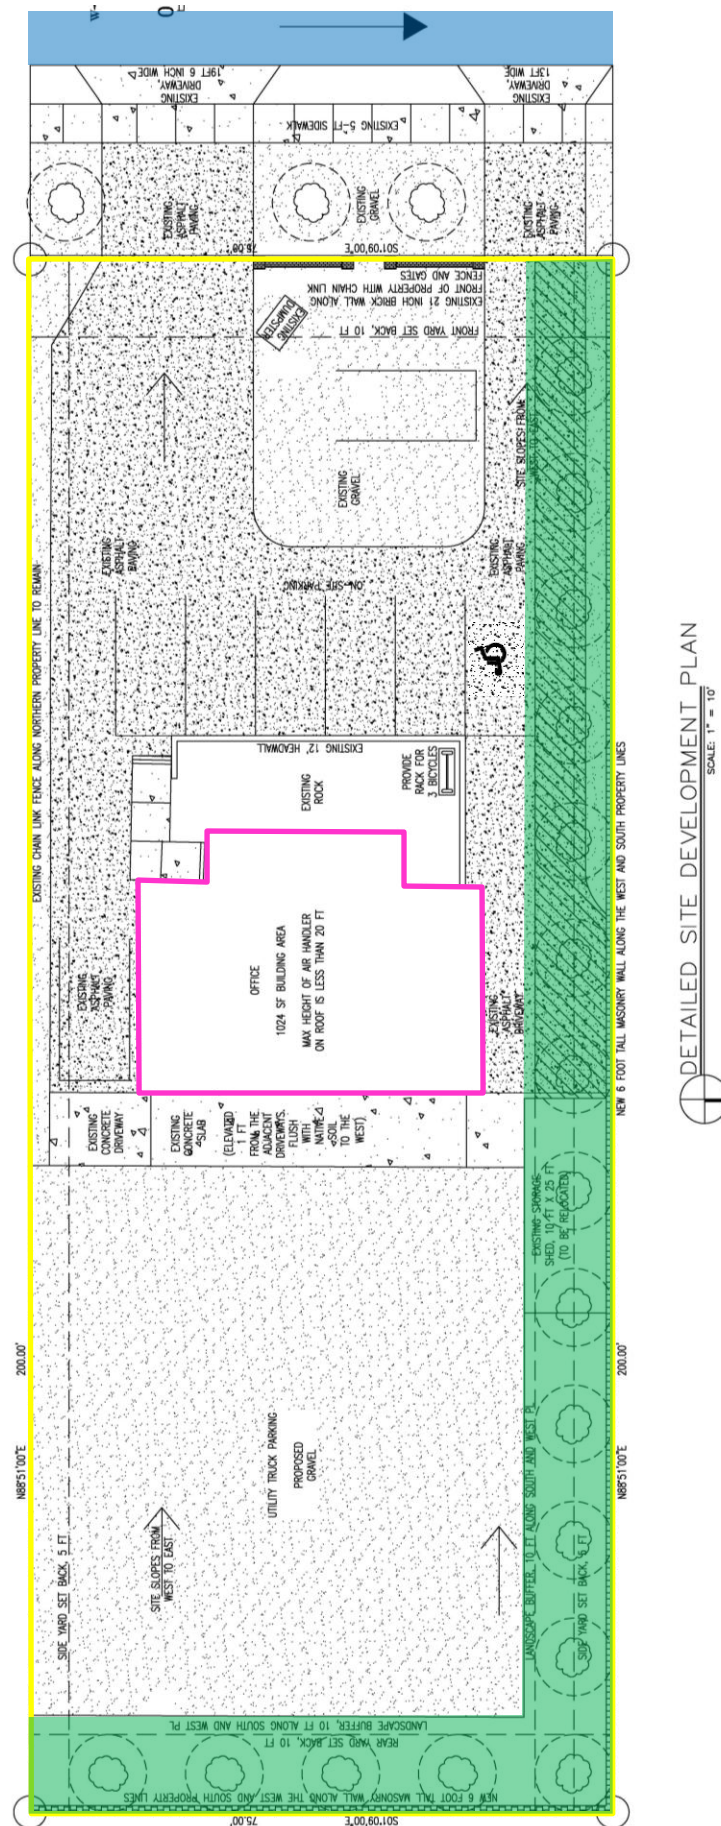 EXISTING
DRIVEWAY,
19FT 6 INCH WIDE
EXISTING
DRIVEWAY,
13FT WIDE
EXISTING 5-FT SIDEWALK
EXISTING
ASPHALT
PAVING
EXISTING
GRAVEL
EXISTING
ASPHALT
PAVING
S01°09'00"E
EXISTING 21 INCH BRICK WALL ALONG
FRONT OF PROPERTY WITH CHAIN LINK
FENCE AND GATES
EXISTING
DUMPSTER
FRONT YARD SET BACK, 10 FT
EXISTING
GRAVEL
EXISTING
ASPHALT
PAVING
EXISTING
ASPHALT
PAVING
SITE SLOPES FROM
ON-SITE PARKING
EXISTING CHAIN LINK FENCE ALONG NORTHERN PROPERTY LINE TO REMAIN
EXISTING 12" HEADWALL
EXISTING
ROCK
PROVIDE
RACK FOR
3 BICYCLES
OFFICE
1024 SF BUILDING AREA
MAX HEIGHT OF AIR HANDLER
ON ROOF IS LESS THAN 20 FT
EXISTING
ASPHALT
PAVING
EXISTING
ASPHALT
DRIVEWAY
NEW 6 FOOT TALL MASONRY WALL ALONG THE WEST AND SOUTH PROPERTY LINES
EXISTING
CONCRETE
DRIVEWAY
EXISTING
CONCRETE
SLAB
(ELEVATED
1 FT
FROM THE
ADJACENT
DRIVEWAYS.
FLUSH
WITH
NATIVE
SOIL
TO THE
WEST)
EXISTING STORAGE
SHED, 10 FT X 25 FT
(TO BE RELOCATED)
N88°51'00"E
200.00'
N88°51'00"E
200.00'
UTILITY TRUCK PARKING
PROPOSED
GRAVEL
SITE SLOPES FROM
WEST TO EAST
SIDE YARD SET BACK, 5 FT
LANDSCAPE BUFFER, 10 FT ALONG SOUTH AND WEST PL
SIDE YARD SET BACK, 5 FT
LANDSCAPE BUFFER, 10 FT ALONG SOUTH AND WEST PL
REAR YARD SET BACK, 10 FT
NEW 6 FOOT TALL MASONRY WALL ALONG THE WEST AND SOUTH PROPERTY LINES
S01°09'00"E
75.00'
DETAILED SITE DEVELOPMENT PLAN
SCALE: 1" = 10'